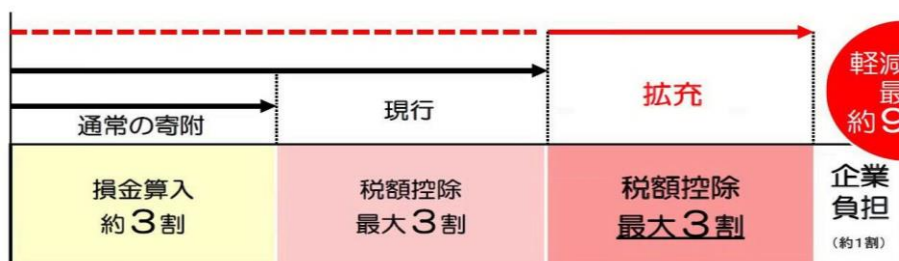 通常の寄附
現行
拡充
軽減
最
約9
損金算入
約3割
税額控除
最大3割
税額控除
最大3割
企業
負担
(約1割)